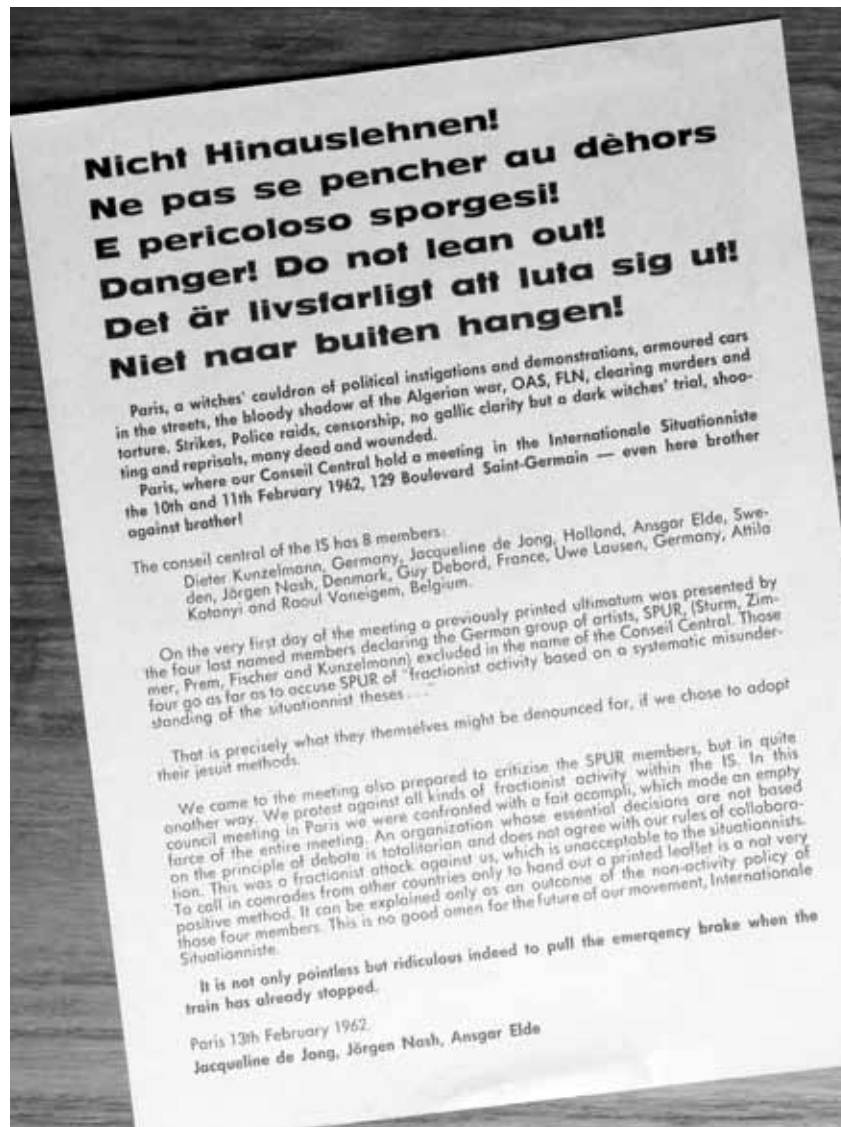 Nicht Hinauslehnen!
Ne pas se pencher au dèhors
E pericoloso sporgesi!
Danger! Do not lean out!
Det är livsfarligt att luta sig ut!
Niet naar buiten hangen!
Paris, a witches' cauldron of political instigations and demonstrations, armoured cars
in the streets, the bloody shadow of the Algerian war, OAS, FLN, clearing murders and
torture. Strikes, Police raids, censorship, no gallic clarity but a dark witches' trial, shoo-
ting and reprisals, many dead and wounded.
Paris, where our Conseil Central hold a meeting in the Internationale Situationniste
the 10th and 11th February 1962, 129 Boulevard Saint-Germain — even here brother
against brother!
The conseil central of the IS has 8 members:
Dieter Kunzelmann, Germany, Jacqueline de Jong, Holland, Ansgar Elde, Swe-
den, Jörgen Nash, Denmark, Guy Debord, France, Uwe Lausen, Germany, Attila
Kotanyi and Raoul Vaneigem, Belgium.
On the very first day of the meeting a previously printed ultimatum was presented by
the four last named members declaring the German group of artists, SPUR, (Sturm, Zim-
mer, Prem, Fischer and Kunzelmann) excluded in the name of the Conseil Central. Those
four go as far as to accuse SPUR of "fractionist activity based on a systematic misunder-
standing of the situationnist theses . . ."
That is precisely what they themselves might be denounced for, if we chose to adopt
their jesuit methods.
We came to the meeting also prepared to critizise the SPUR members, but in quite
another way. We protest against all kinds of fractionist activity within the IS. In this
council meeting in Paris we were confronted with a fait acompli, which made an empty
farce of the entire meeting. An organization whose essential decisions are not based
on the principle of debate is totalitarian and does not agree with our rules of collabora-
tion. This was a fractionist attack against us, which is unacceptable to the situationnists.
To call in comrades from other countries only to hand out a printed leaflet is a not very
positive method. It can be explained only as an outcome of the non-activity policy of
those four members. This is no good omen for the future of our movement, Internationale
Situationniste.
It is not only pointless but ridiculous indeed to pull the emergency brake when the
train has already stopped.
Paris 13th February 1962.
Jacqueline de Jong, Jörgen Nash, Ansgar Elde